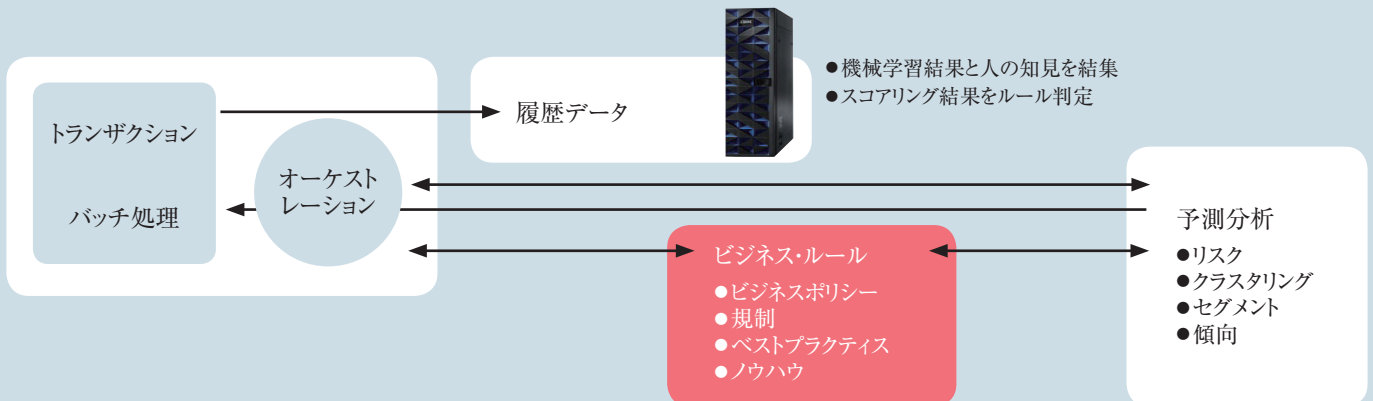 トランザクション
バッチ処理
オーケスト
レーション
履歴データ
●機械学習結果と人の知見を結集
●スコアリング結果をルール判定
ビジネス・ルール
●ビジネスポリシー
●規制
●ベストプラクティス
●ノウハウ
予測分析
●リスク
●クラスタリング
●セグメント
●傾向